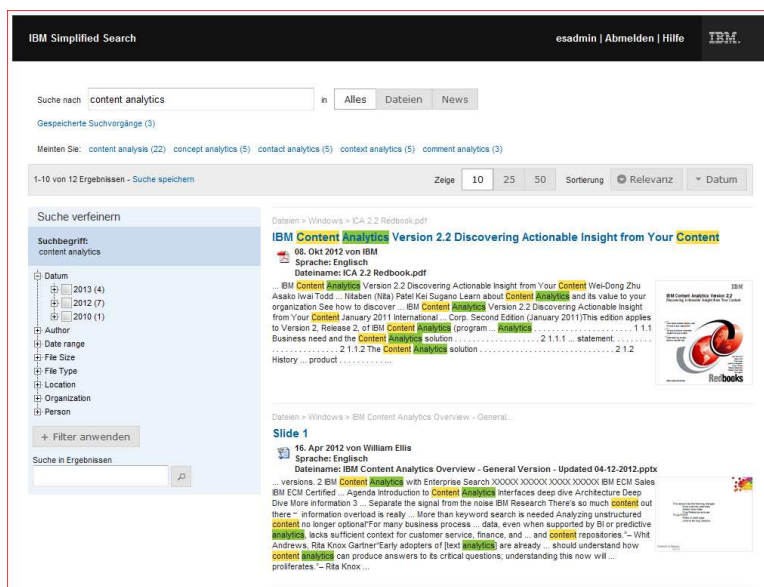 IBM Simplified Search
esadmin | Abmelden | Hilfe
IBM.
Suche nach content analytics in Alles Dateien News
Gespeicherte Suchvorgänge (3)
Meinten Sie: content analysis (22) concept analytics (5) contact analytics (5) context analytics (5) comment analytics (3)
1-10 von 12 Ergebnissen - Suche speichern
Zeige 10 25 50 Sortierung Relevanz Datum
Suche verfeinern
Suchbegriff:
content analytics
Datum
2013 (4)
2012 (7)
2010 (1)
Author
Date range
File Size
File Type
Location
Organization
Person
+ Filter anwenden
Suche in Ergebnissen
Dateien > Windows > ICA 2.2 Redbook.pdf
IBM Content Analytics Version 2.2 Discovering Actionable Insight from Your Content
08. Okt 2012 von IBM
Sprache: Englisch
Dateiname: ICA 2.2 Redbook.pdf
... IBM Content Analytics Version 2.2 Discovering Actionable Insight from Your Content Wei-Dong Zhu
Asako Iwai Todd ... Nitaben (Nita) Patel Kei Sugano Learn about Content Analytics and its value to your
organization See how to discover ... IBM Content Analytics Version 2.2 Discovering Actionable Insight
from Your Content January 2011 International ... Corp. Second Edition (January 2011)This edition applies
to Version 2, Release 2, of IBM Content Analytics (program ... Analytics . . . . . . . . . . . . . . . . . . . . . 1 1.1
Business need and the Content Analytics solution . . . . . . . . . . . . . . . . . . . . 2 1.1.1 ... statement. . . . . . . . .
. . . . . . . . . . . . . . . . 2 1.1.2 The Content Analytics solution . . . . . . . . . . . . . . . . . . . . . . . . . . 2 1.2
History ... product . . . . . . . . . . . ...
IBM
IBM Content Analytics Version 2.2
Discovering Actionable Insight from Your Content
Redbooks
Dateien > Windows > IBM Content Analytics Overview - General...
Slide 1
16. Apr 2012 von William Ellis
Sprache: Englisch
Dateiname: IBM Content Analytics Overview - General Version - Updated 04-12-2012.pptx
... versions. 2 IBM Content Analytics with Enterprise Search XXXXX XXXXX XXXX XXXXX IBM ECM Sales
IBM ECM Certified ... Agenda Introduction to Content Analytics Interfaces deep dive Architecture Deep
Dive More information 3 ... Separate the signal from the noise IBM Research There's so much content out
there – information overload is really ... More than keyword search is needed Analyzing unstructured
content no longer optional"For many business process ... data, even when supported by BI or predictive
analytics, lacks sufficient context for customer service, finance, and ... and content repositories."– Whit
Andrews, Rita Knox Gartner"Early adopters of [text analytics] are already ... should understand how
content analytics can produce answers to its critical questions; understanding this now will ...
proliferates."– Rita Knox ...